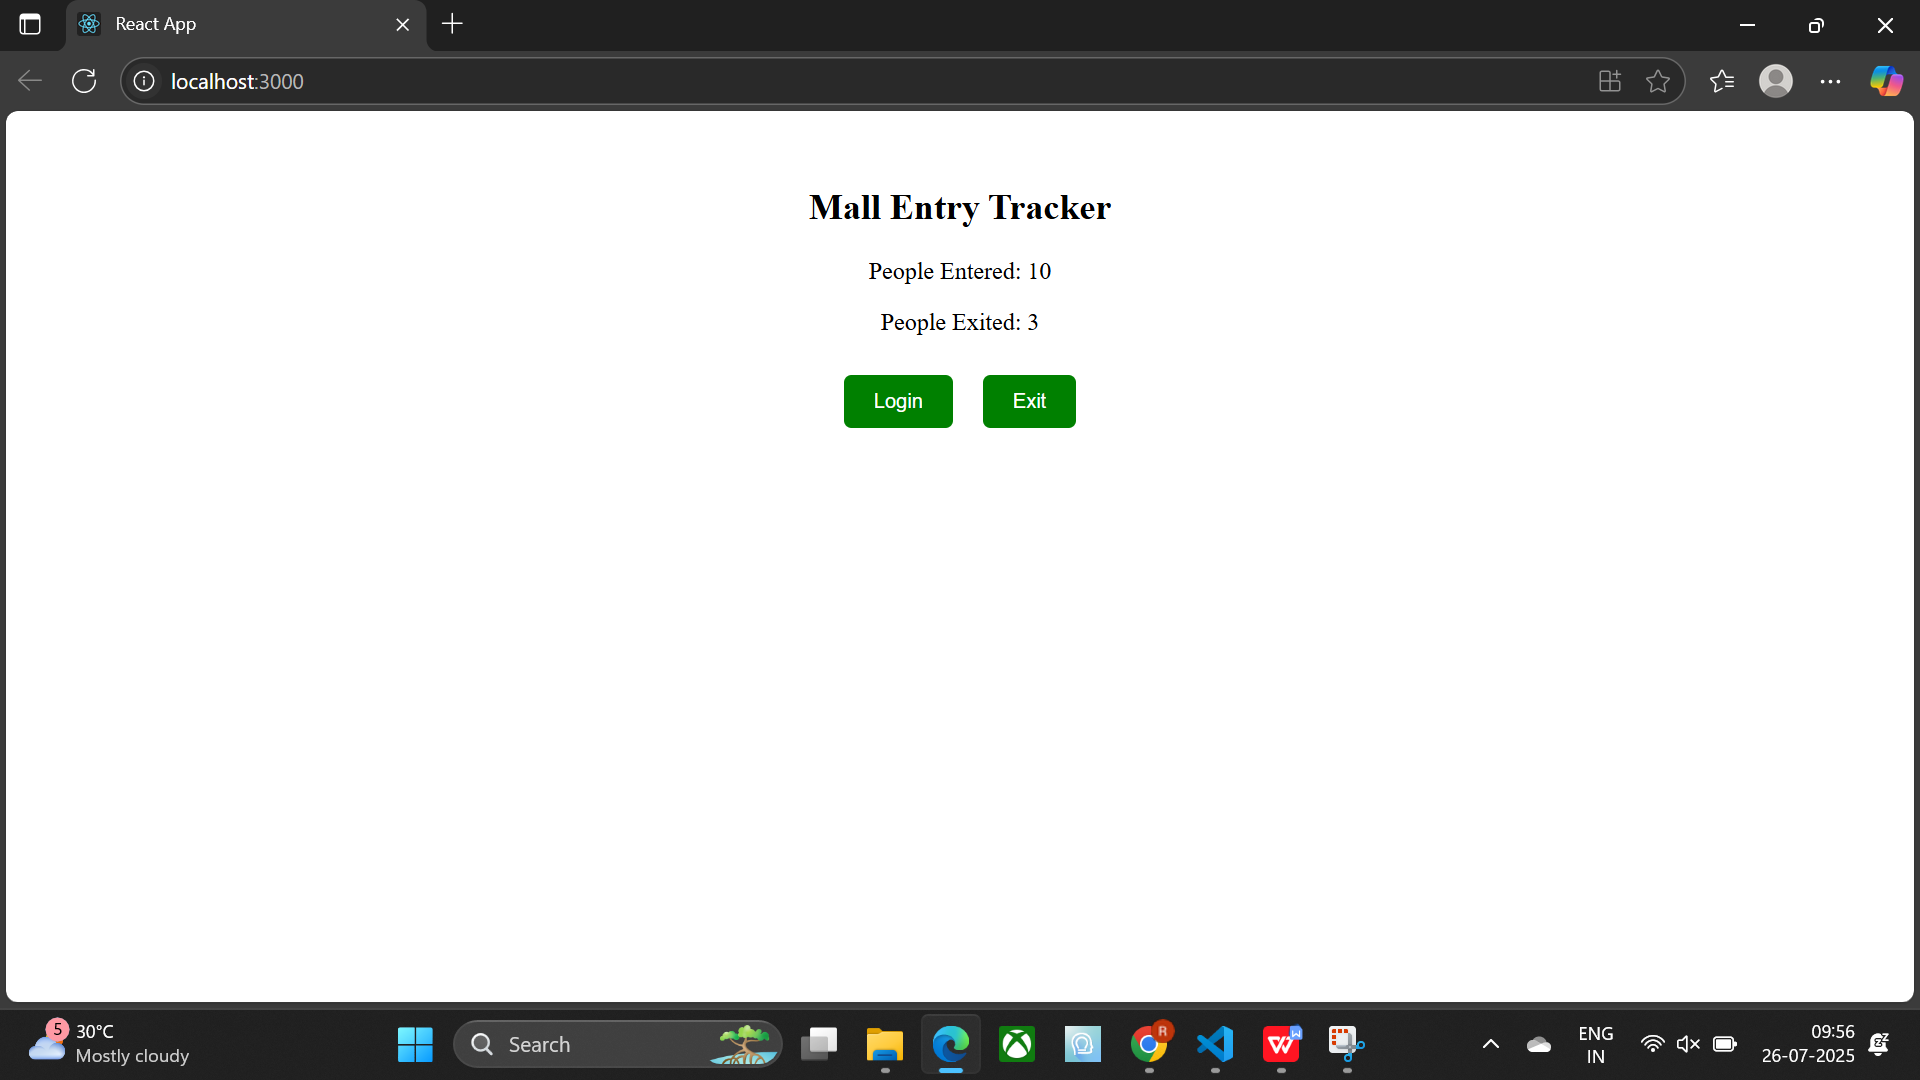 React App
localhost:3000
Mall Entry Tracker
People Entered: 10
People Exited: 3
Login Exit
5
30°C
Mostly cloudy
Search
R
W
M
ENG
IN
09:56
26-07-2025